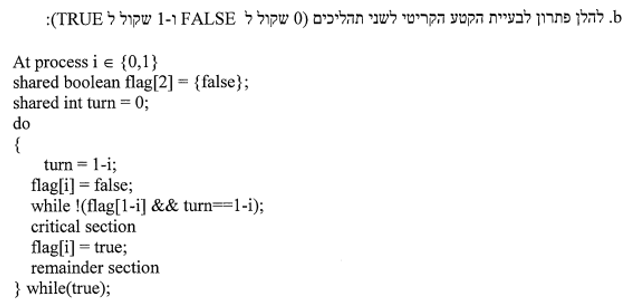 b. להלן פתרון לבעיית הקטע הקריטי לשני תהליכים (0 שקול ל FALSE ו-1 שקול ל TRUE):
At process i ∈ {0,1}
shared boolean flag[2] = {false};
shared int turn = 0;
do
{
turn = 1-i;
flag[i] = false;
while !(flag[1-i] && turn==1-i);
critical section
flag[i] = true;
remainder section
} while(true);